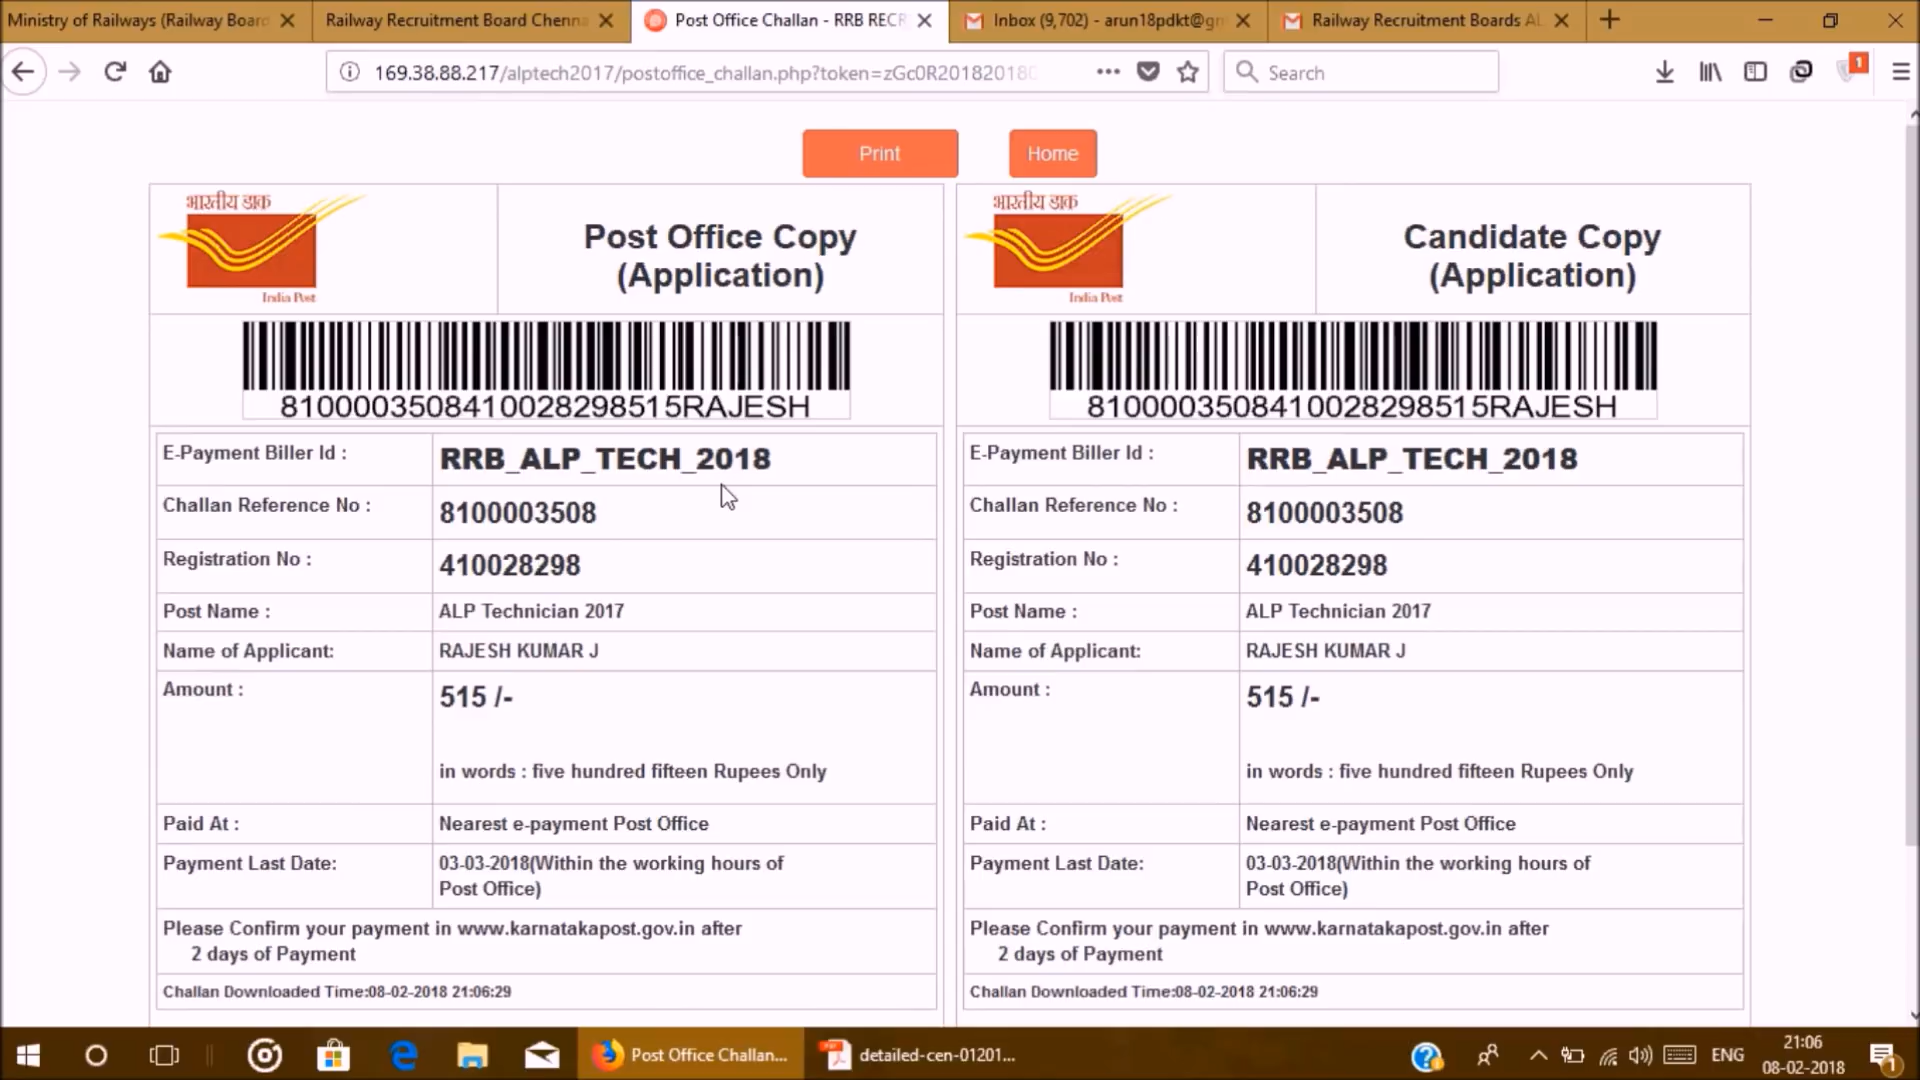 Ministry of Railways (Railway Board
Railway Recruitment Board Chenna
Post Office Challan - RRB RECR
Inbox (9,702) - arun18pdkt@gm
Railway Recruitment Boards AL
169.38.88.217/alptech2017/postoffice_challan.php?token=zGc0R20182018
Search
1
Print
Home
भारतीय डाक
India Post
Post Office Copy
(Application)
8100003508410028298515RAJESH
E-Payment Biller Id :
RRB_ALP_TECH_2018
Challan Reference No :
8100003508
Registration No :
410028298
Post Name :
ALP Technician 2017
Name of Applicant:
RAJESH KUMAR J
Amount :
515 /-
in words : five hundred fifteen Rupees Only
Paid At :
Nearest e-payment Post Office
Payment Last Date:
03-03-2018(Within the working hours of
Post Office)
Please Confirm your payment in www.karnatakapost.gov.in after
2 days of Payment
Challan Downloaded Time:08-02-2018 21:06:29
भारतीय डाक
India Post
Candidate Copy
(Application)
8100003508410028298515RAJESH
E-Payment Biller Id :
RRB_ALP_TECH_2018
Challan Reference No :
8100003508
Registration No :
410028298
Post Name :
ALP Technician 2017
Name of Applicant:
RAJESH KUMAR J
Amount :
515 /-
in words : five hundred fifteen Rupees Only
Paid At :
Nearest e-payment Post Office
Payment Last Date:
03-03-2018(Within the working hours of
Post Office)
Please Confirm your payment in www.karnatakapost.gov.in after
2 days of Payment
Challan Downloaded Time:08-02-2018 21:06:29
Post Office Challan...
detailed-cen-01201...
ENG
21:06
08-02-2018
1